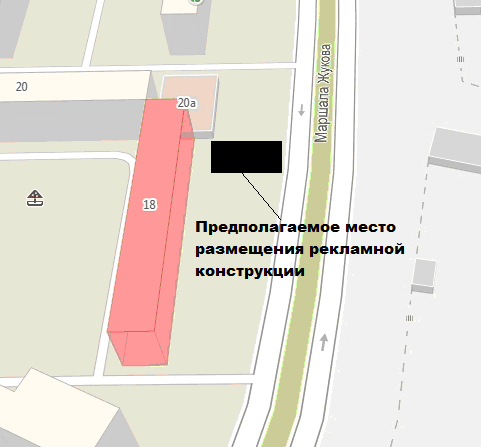 20
20а
Маршала Жукова
18
Предполагаемое место
размещения рекламной
конструкции